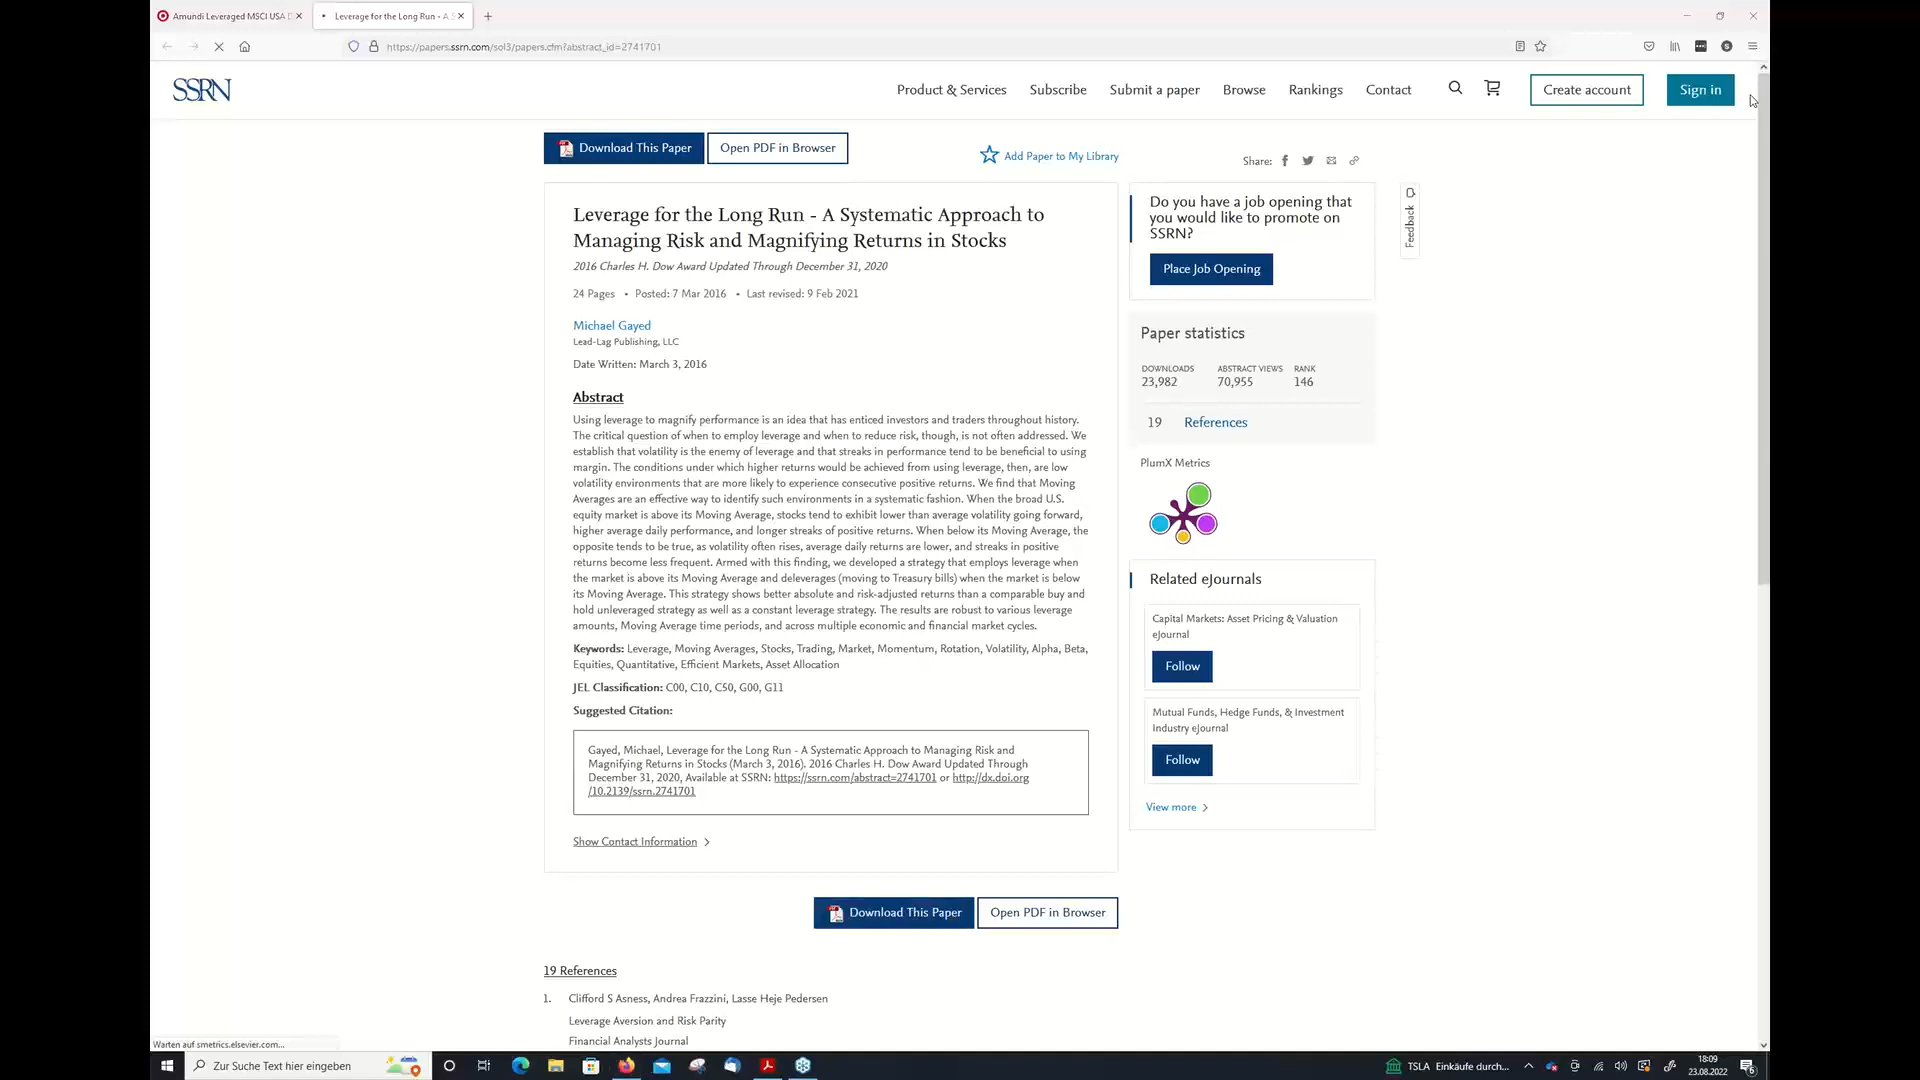 Amundi Leveraged MSCI USA D
Leverage for the Long Run - A S
https://papers.ssrn.com/sol3/papers.cfm?abstract_id=2741701
SSRN
Product & Services
Subscribe
Submit a paper
Browse
Rankings
Contact
Create account
Sign in
Download This Paper
Open PDF in Browser
Add Paper to My Library
Share:
Leverage for the Long Run - A Systematic Approach to
Managing Risk and Magnifying Returns in Stocks
2016 Charles H. Dow Award Updated Through December 31, 2020
24 Pages • Posted: 7 Mar 2016 • Last revised: 9 Feb 2021
Michael Gayed
Lead-Lag Publishing, LLC
Date Written: March 3, 2016
Abstract
Using leverage to magnify performance is an idea that has enticed investors and traders throughout history.
The critical question of when to employ leverage and when to reduce risk, though, is not often addressed. We
establish that volatility is the enemy of leverage and that streaks in performance tend to be beneficial to using
margin. The conditions under which higher returns would be achieved from using leverage, then, are low
volatility environments that are more likely to experience consecutive positive returns. We find that Moving
Averages are an effective way to identify such environments in a systematic fashion. When the broad U.S.
equity market is above its Moving Average, stocks tend to exhibit lower than average volatility going forward,
higher average daily performance, and longer streaks of positive returns. When below its Moving Average, the
opposite tends to be true, as volatility often rises, average daily returns are lower, and streaks in positive
returns become less frequent. Armed with this finding, we developed a strategy that employs leverage when
the market is above its Moving Average and deleverages (moving to Treasury bills) when the market is below
its Moving Average. This strategy shows better absolute and risk-adjusted returns than a comparable buy and
hold unleveraged strategy as well as a constant leverage strategy. The results are robust to various leverage
amounts, Moving Average time periods, and across multiple economic and financial market cycles.
Keywords: Leverage, Moving Averages, Stocks, Trading, Market, Momentum, Rotation, Volatility, Alpha, Beta,
Equities, Quantitative, Efficient Markets, Asset Allocation
JEL Classification: C00, C10, C50, G00, G11
Suggested Citation:
Gayed, Michael, Leverage for the Long Run - A Systematic Approach to Managing Risk and
Magnifying Returns in Stocks (March 3, 2016). 2016 Charles H. Dow Award Updated Through
December 31, 2020, Available at SSRN: https://ssrn.com/abstract=2741701 or http://dx.doi.org
/10.2139/ssrn.2741701
Show Contact Information
Download This Paper
Open PDF in Browser
19 References
1. Clifford S Asness, Andrea Frazzini, Lasse Heje Pedersen
Leverage Aversion and Risk Parity
Financial Analysts Journal
Do you have a job opening that
you would like to promote on
SSRN?
Place Job Opening
Feedback
Paper statistics
DOWNLOADS ABSTRACT VIEWS RANK
23,982 70,955 146
19 References
PlumX Metrics
Related eJournals
Capital Markets: Asset Pricing & Valuation
eJournal
Follow
Mutual Funds, Hedge Funds, & Investment
Industry eJournal
Follow
View more
Warten auf smetrics.elsevier.com...
Zur Suche Text hier eingeben
TSLA Einkäufe durch...
18:09
23.08.2022